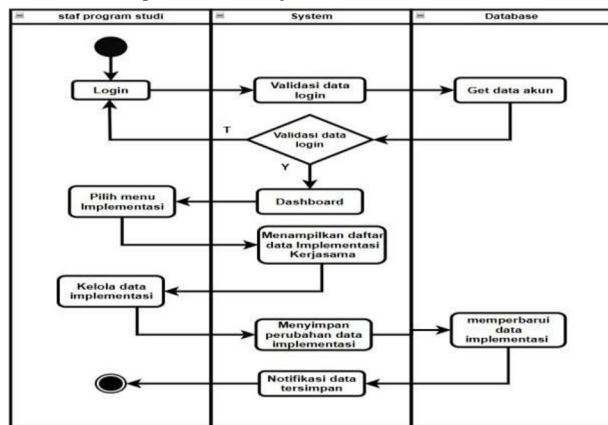 staf program studi
System
Database
Login
Validasi data
login
Get data akun
T
Validasi data
login
Y
Pilih menu
Implementasi
Dashboard
Menampilkan daftar
data Implementasi
Kerjasama
Kelola data
implementasi
Menyimpan
perubahan data
implementasi
memperbarui
data
implementasi
Notifikasi data
tersimpan